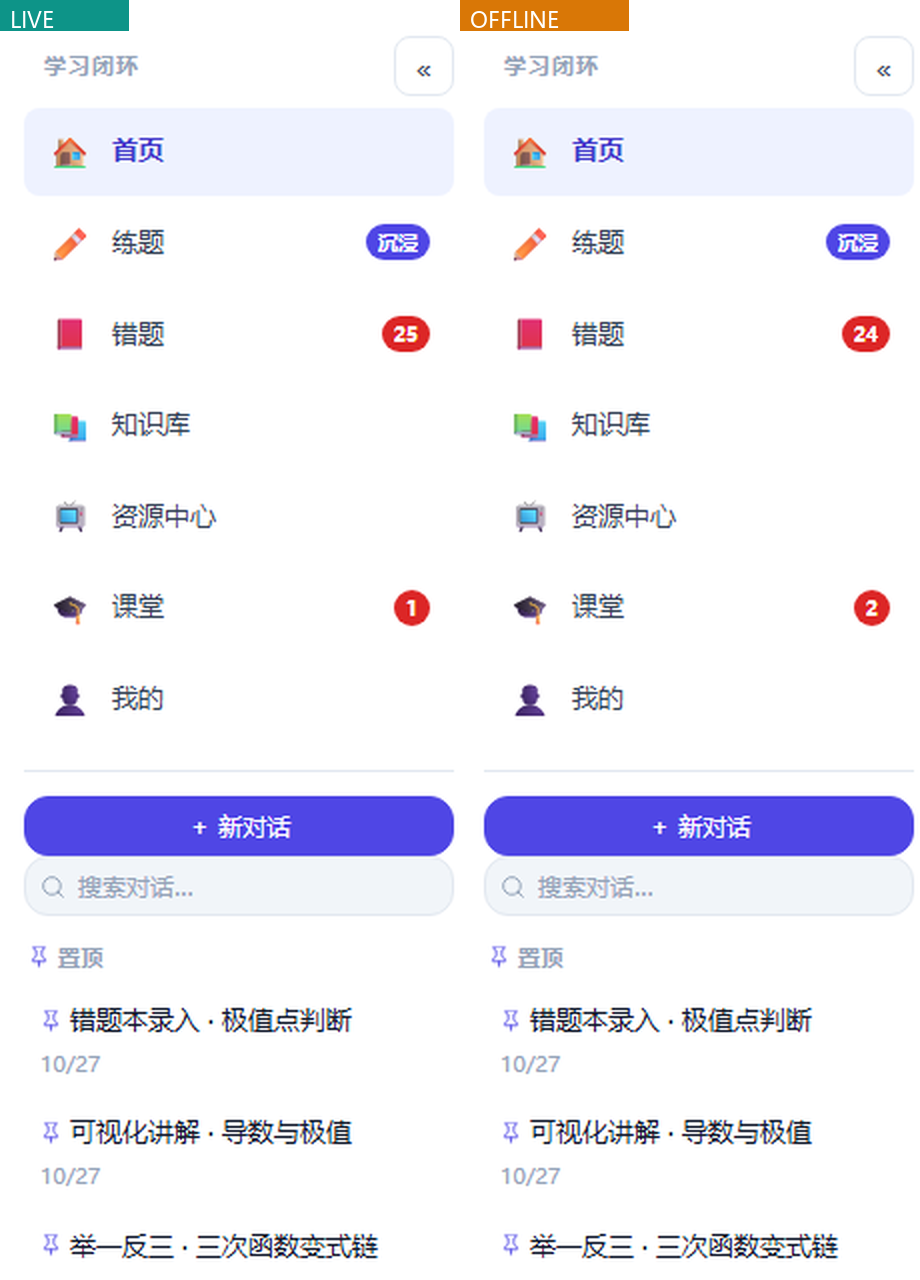 LIVE
学习闭环
«
首页
练题
沉浸
错题
25
知识库
资源中心
课堂
1
我的
+ 新对话
搜索对话...
置顶
错题本录入 · 极值点判断
10/27
可视化讲解 · 导数与极值
10/27
举一反三 · 三次函数变式链
OFFLINE
学习闭环
«
首页
练题
沉浸
错题
24
知识库
资源中心
课堂
2
我的
+ 新对话
搜索对话...
置顶
错题本录入 · 极值点判断
10/27
可视化讲解 · 导数与极值
10/27
举一反三 · 三次函数变式链